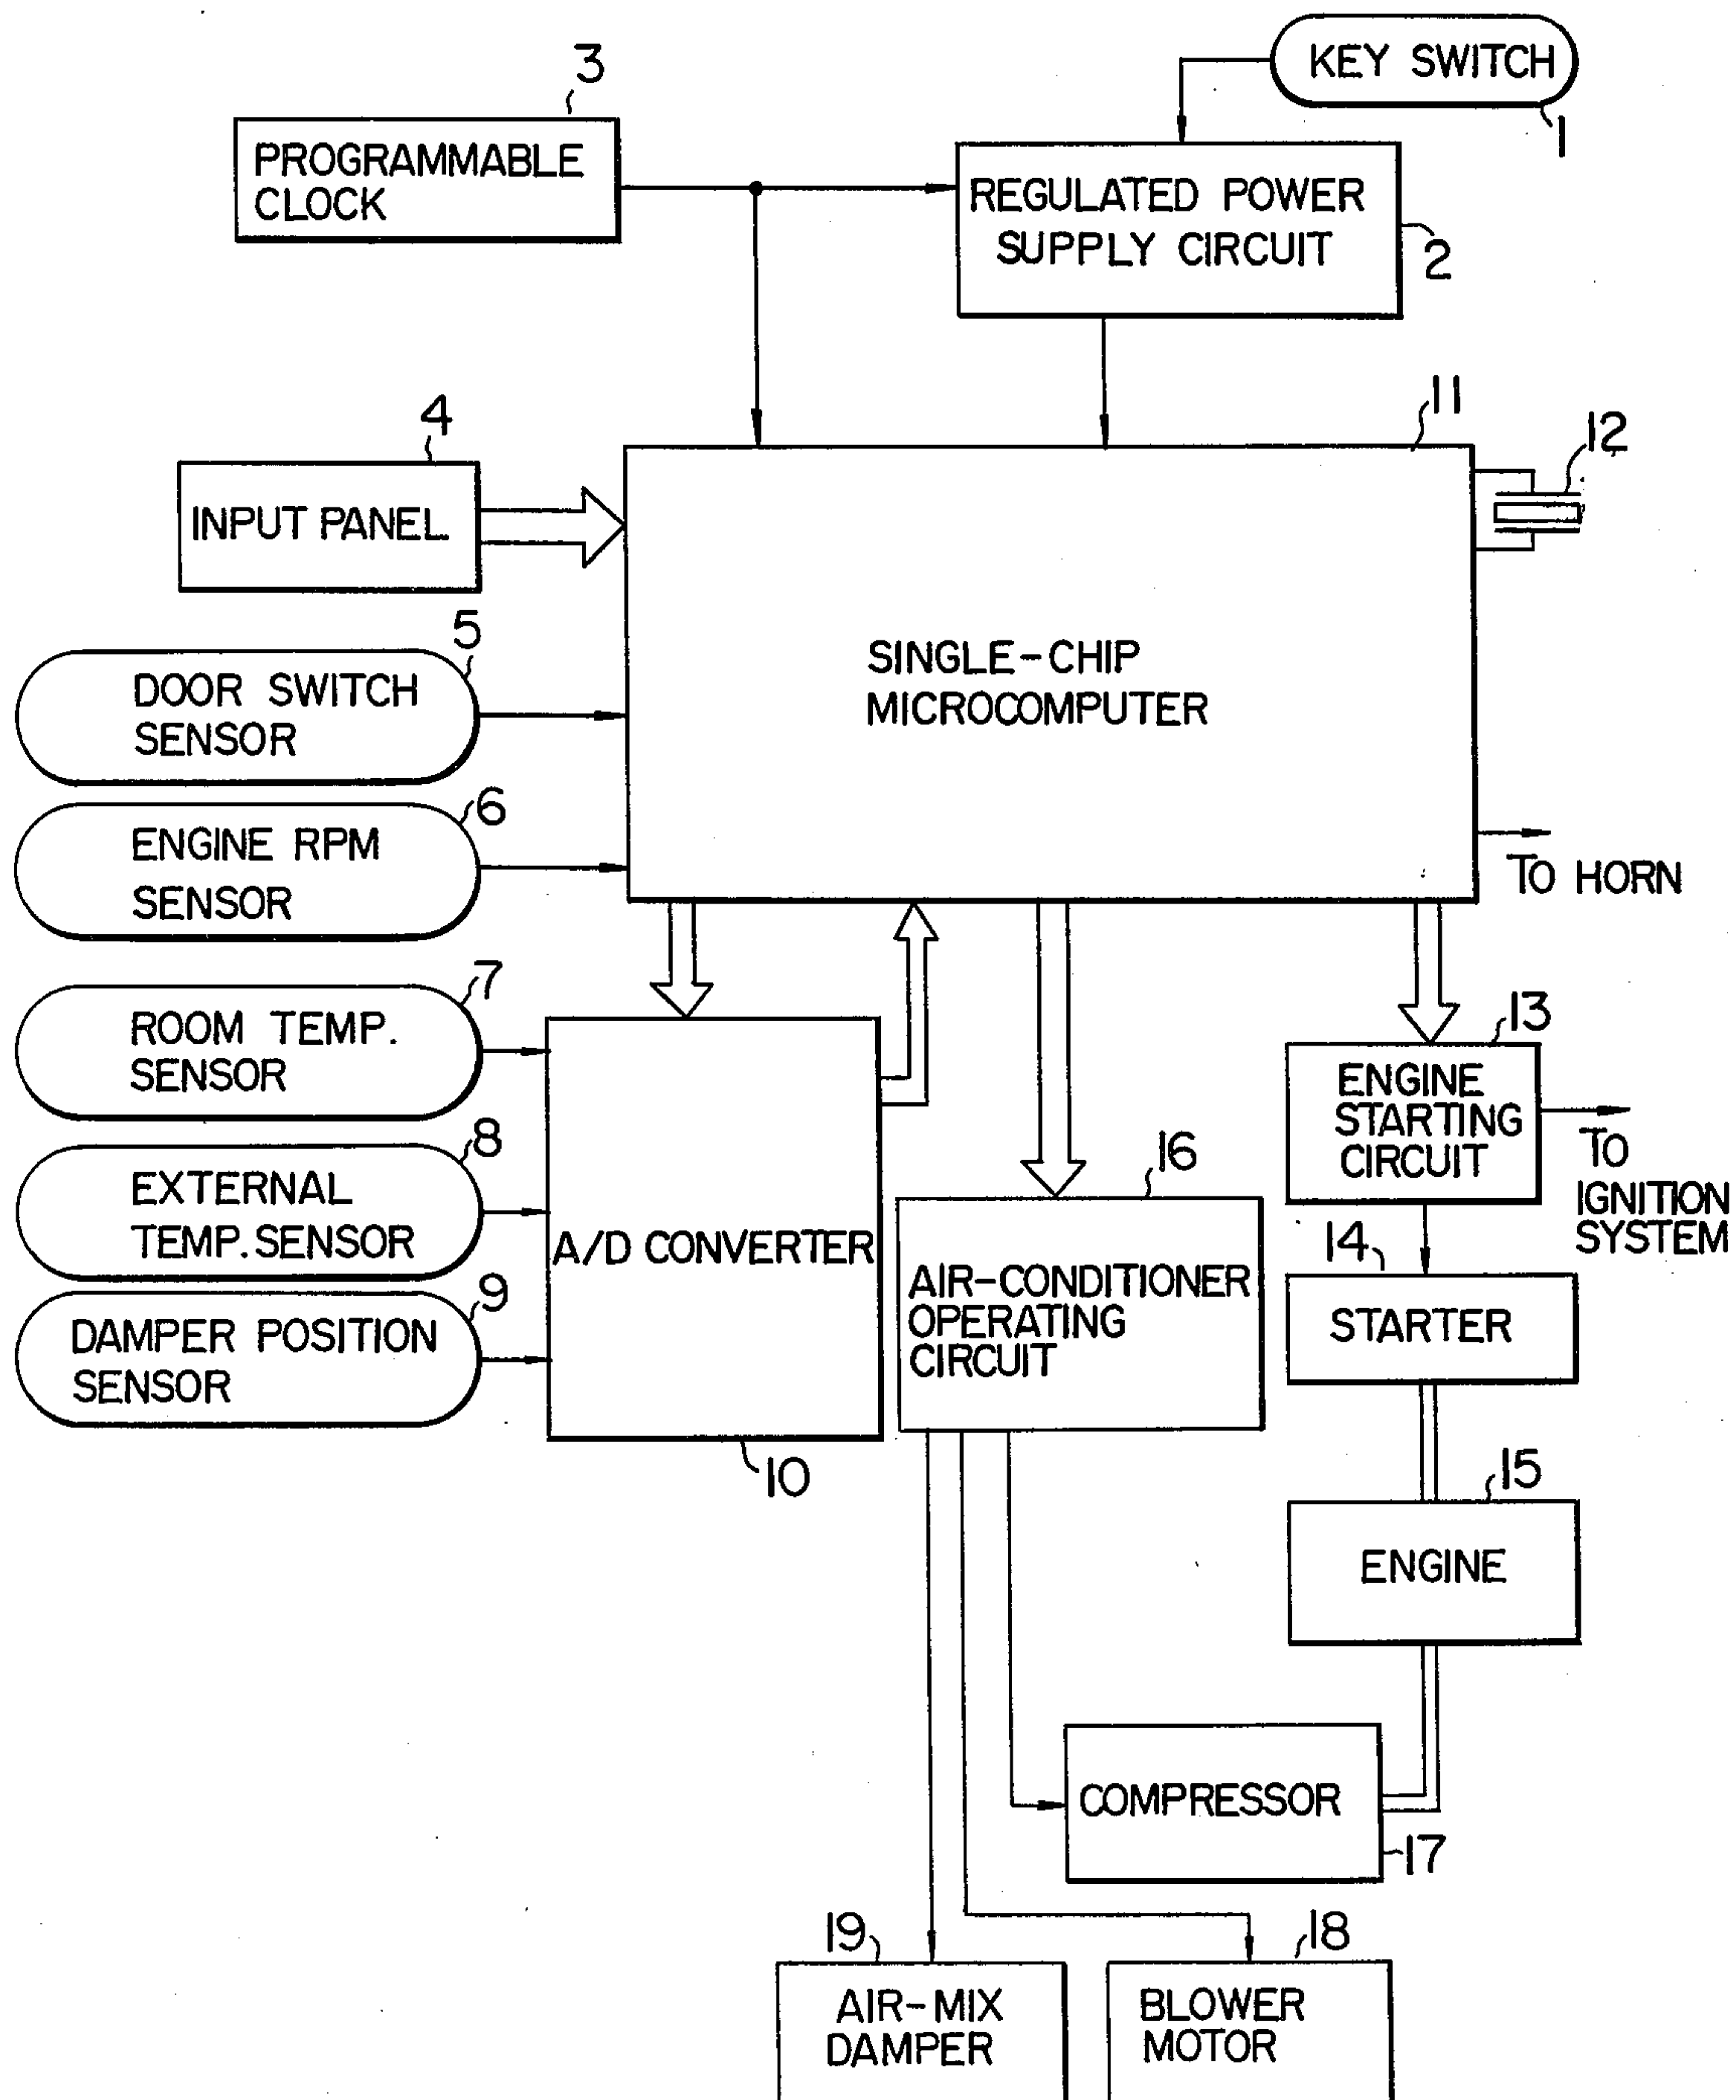 KEY SWITCH
1
3
PROGRAMMABLE
CLOCK
REGULATED POWER
SUPPLY CIRCUIT
2
11
12
4
INPUT PANEL
SINGLE-CHIP
MICROCOMPUTER
5
DOOR SWITCH
SENSOR
6
ENGINE RPM
SENSOR
TO HORN
7
ROOM TEMP.
SENSOR
8
EXTERNAL
TEMP. SENSOR
9
DAMPER POSITION
SENSOR
A/D CONVERTER
10
13
ENGINE
STARTING
CIRCUIT
TO
IGNITION
SYSTEM
16
AIR-CONDITIONER
OPERATING
CIRCUIT
14
STARTER
15
ENGINE
COMPRESSOR
17
19
AIR-MIX
DAMPER
18
BLOWER
MOTOR